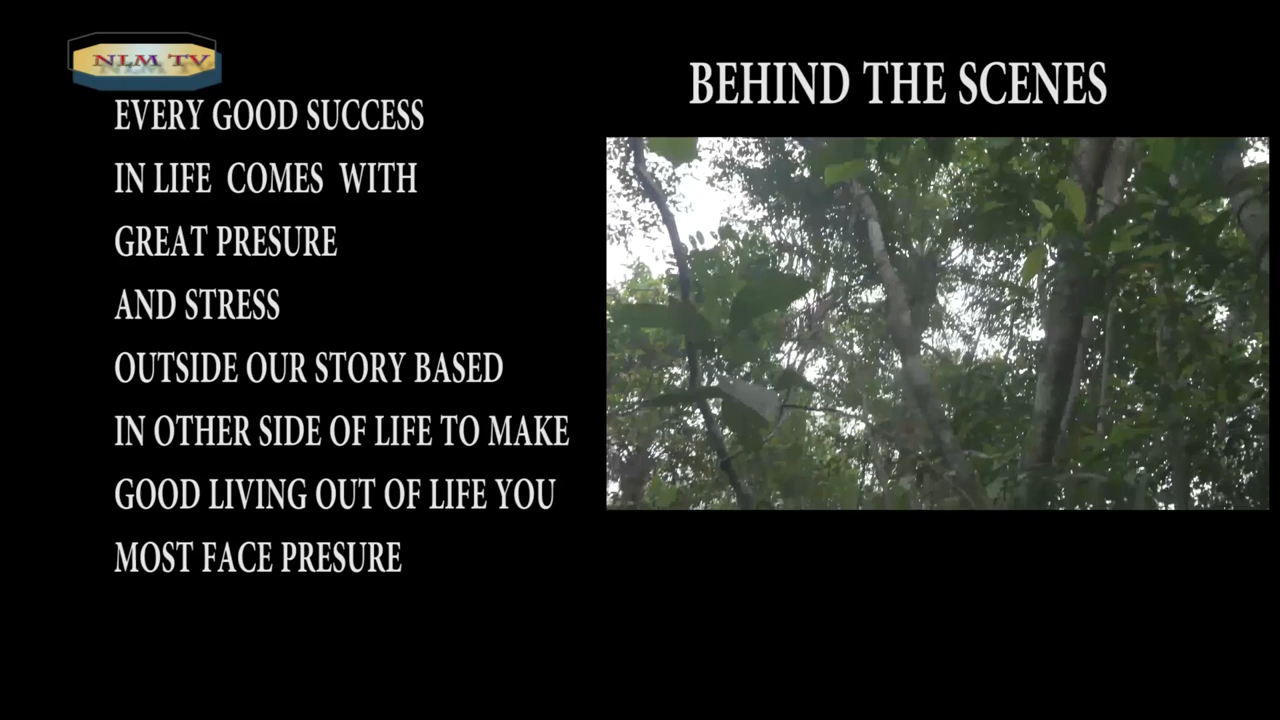 NLM TV
BEHIND THE SCENES
EVERY GOOD SUCCESS
IN LIFE COMES WITH
GREAT PRESURE
AND STRESS
OUTSIDE OUR STORY BASED
IN OTHER SIDE OF LIFE TO MAKE
GOOD LIVING OUT OF LIFE YOU
MOST FACE PRESURE